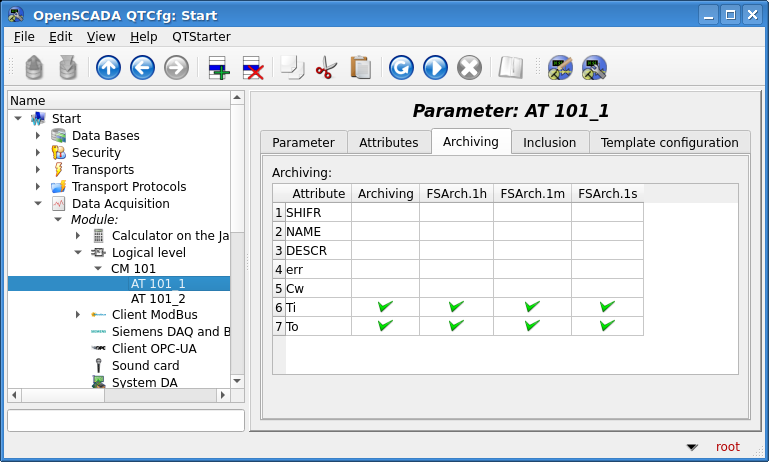 OpenSCADA QTCfg: Start
File Edit View Help QTStarter
Name
Start
Data Bases
Security
Transports
Transport Protocols
Data Acquisition
Module:
Calculator on the Ja
Logical level
CM 101
AT 101_1
AT 101_2
Client ModBus
Siemens DAQ and B
Client OPC-UA
Sound card
System DA
Parameter: AT 101_1
Parameter Attributes Archiving Inclusion Template configuration
Archiving:
Attribute Archiving FSArch.1h FSArch.1m FSArch.1s
1 SHIFR
2 NAME
3 DESCR
4 err
5 Cw
6 Ti
7 To
root